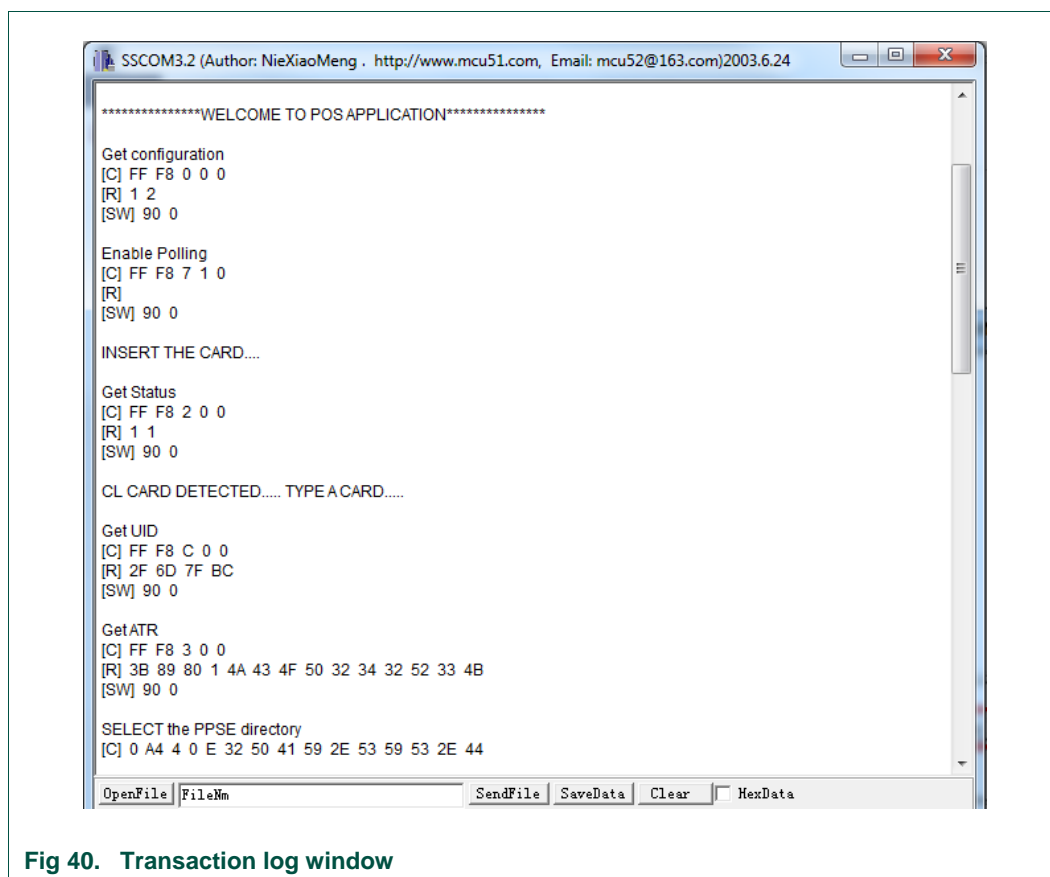 SSCOM3.2 (Author: NieXiaoMeng . http://www.mcu51.com, Email: mcu52@163.com)2003.6.24
***************WELCOME TO POS APPLICATION***************
Get configuration
[C] FF F8 0 0 0
[R] 1 2
[SW] 90 0
Enable Polling
[C] FF F8 7 1 0
[R]
[SW] 90 0
INSERT THE CARD....
Get Status
[C] FF F8 2 0 0
[R] 1 1
[SW] 90 0
CL CARD DETECTED..... TYPE A CARD.....
Get UID
[C] FF F8 C 0 0
[R] 2F 6D 7F BC
[SW] 90 0
Get ATR
[C] FF F8 3 0 0
[R] 3B 89 80 1 4A 43 4F 50 32 34 32 52 33 4B
[SW] 90 0
SELECT the PPSE directory
[C] 0 A4 4 0 E 32 50 41 59 2E 53 59 53 2E 44
OpenFile FileNm SendFile SaveData Clear HexData
Fig 40. Transaction log window